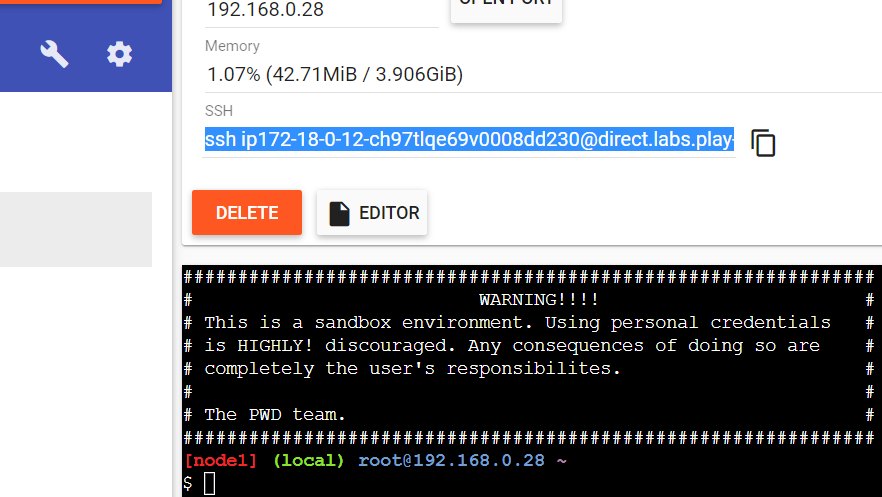 192.168.0.28
OPEN PORT
Memory
1.07% (42.71MiB / 3.906GiB)
SSH
ssh ip172-18-0-12-ch97tlqe69v0008dd230@direct.labs.play-
DELETE
EDITOR
###############################################################
#                          WARNING!!!!                        #
# This is a sandbox environment. Using personal credentials   #
# is HIGHLY! discouraged. Any consequences of doing so are    #
# completely the user's responsibilites.                      #
#                                                             #
# The PWD team.                                               #
###############################################################
[node1] (local) root@192.168.0.28 ~
$